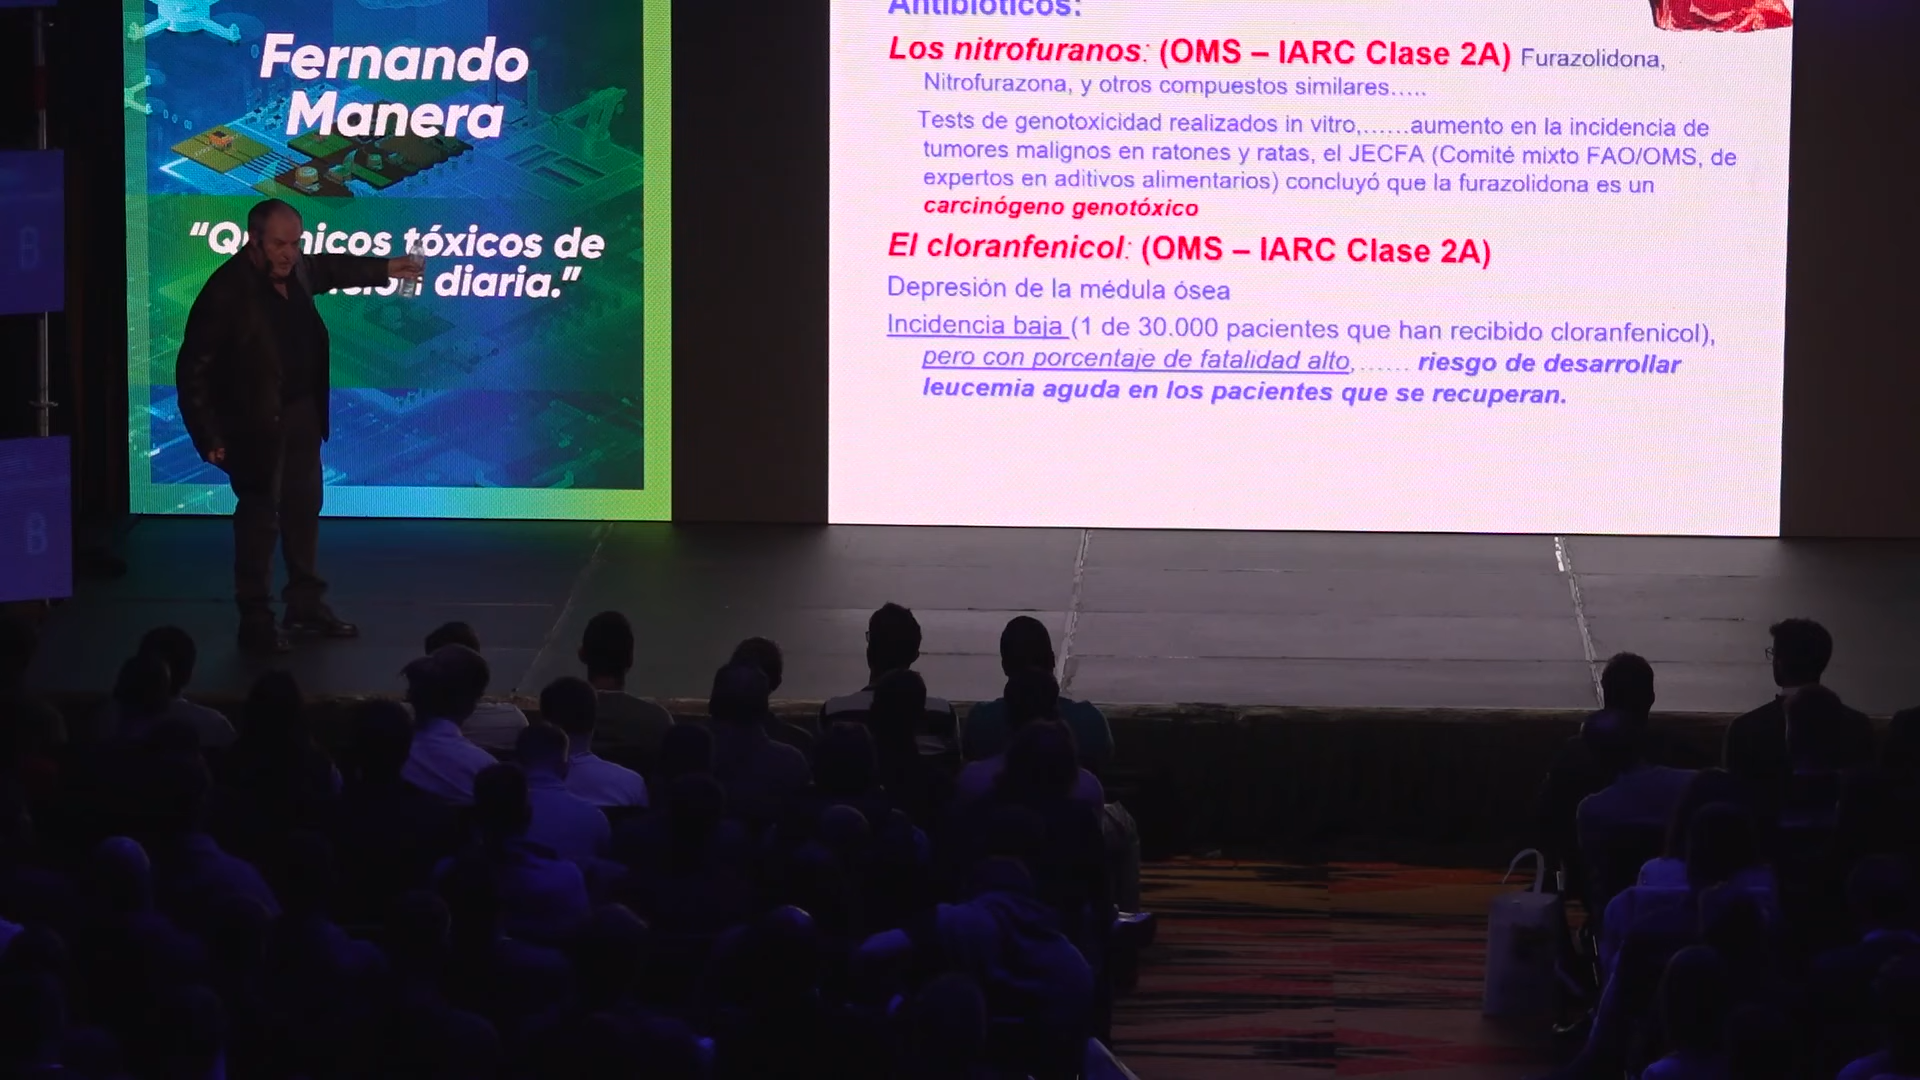 Fernando
Manera
tóxicos de
diaria.”
Antibióticos:
Los nitrofuranos: (OMS – IARC Clase 2A) Furazolidona,
Nitrofurazona, y otros compuestos similares.....
Tests de genotoxicidad realizados in vitro,......aumento en la incidencia de
tumores malignos en ratones y ratas, el JECFA (Comité mixto FAO/OMS, de
expertos en aditivos alimentarios) concluyó que la furazolidona es un
carcinógeno genotóxico
El cloranfenicol: (OMS – IARC Clase 2A)
Depresión de la médula ósea
Incidencia baja (1 de 30.000 pacientes que han recibido cloranfenicol),
pero con porcentaje de fatalidad alto,...... riesgo de desarrollar
leucemia aguda en los pacientes que se recuperan.
B
B